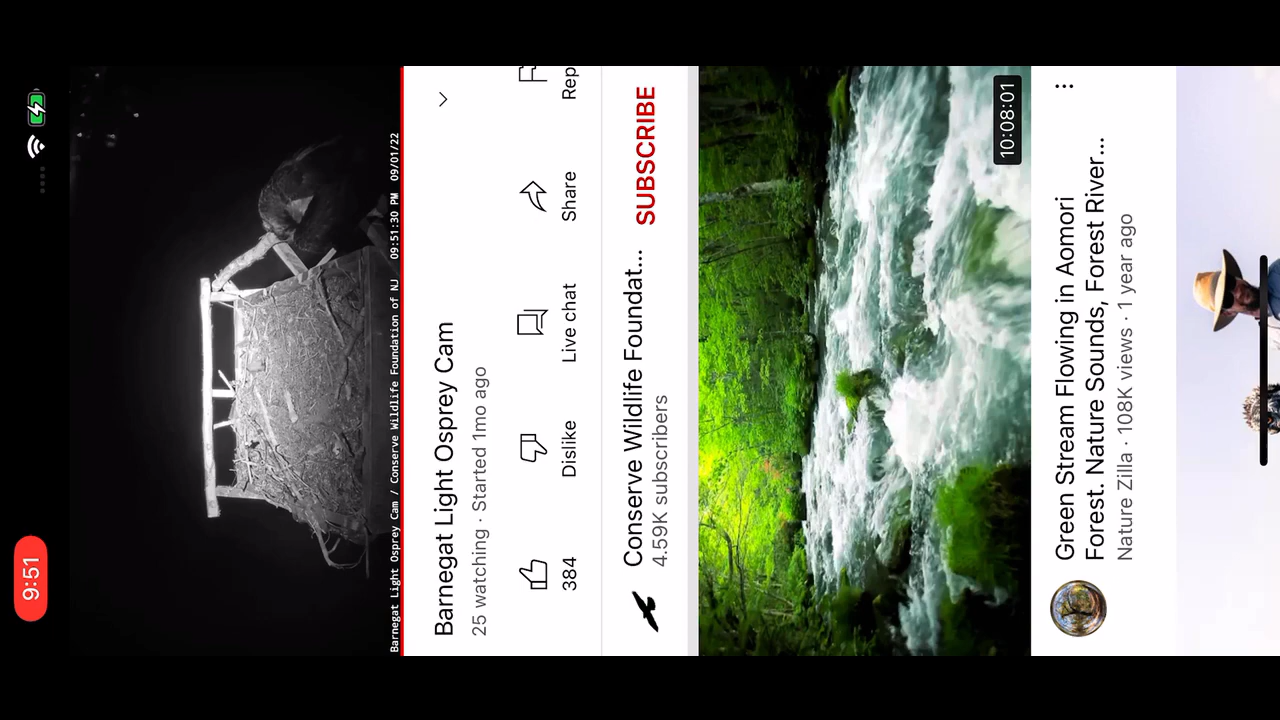 9:51
Barnegat Light Osprey Cam / Conserve Wildlife Foundation of NJ 09:51:30 PM 09/01/22
Barnegat Light Osprey Cam
25 watching · Started 1mo ago
384
Dislike
Live chat
Share
Rep
Conserve Wildlife Foundat...
4.59K subscribers
SUBSCRIBE
10:08:01
Green Stream Flowing in Aomori
Forest. Nature Sounds, Forest River...
Nature Zilla · 108K views · 1 year ago